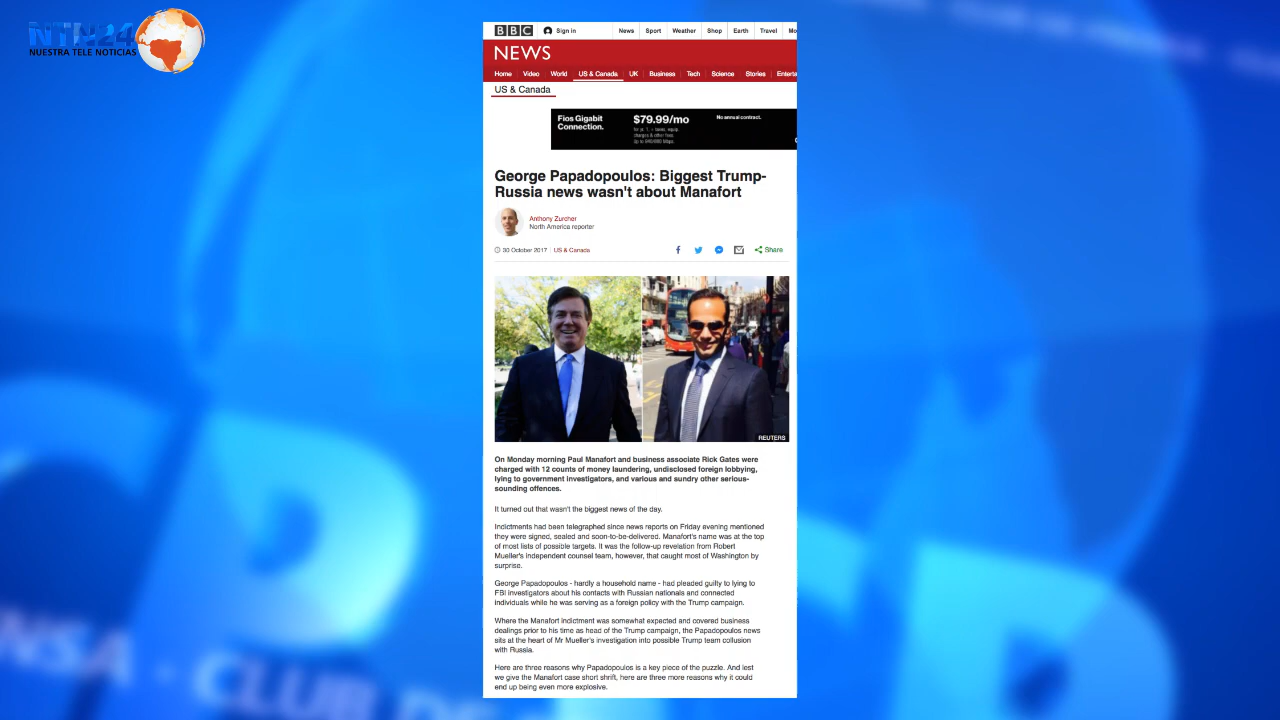 NTN24
NUESTRA TELE NOTICIAS
BBC Sign in News Sport Weather Shop Earth Travel Mo
NEWS
Home Video World US & Canada UK Business Tech Science Stories Enterta
US & Canada
Fios Gigabit $79.99/mo No annual contract.
Connection.
George Papadopoulos: Biggest Trump-
Russia news wasn't about Manafort
Anthony Zurcher
North America reporter
30 October 2017 US & Canada Share
REUTERS
On Monday morning Paul Manafort and business associate Rick Gates were
charged with 12 counts of money laundering, undisclosed foreign lobbying,
lying to government investigators, and various and sundry other serious-
sounding offences.
It turned out that wasn't the biggest news of the day.
Indictments had been telegraphed since news reports on Friday evening mentioned
they were signed, sealed and soon-to-be-delivered. Manafort's name was at the top
of most lists of possible targets. It was the follow-up revelation from Robert
Mueller's independent counsel team, however, that caught most of Washington by
surprise.
George Papadopoulos - hardly a household name - had pleaded guilty to lying to
FBI investigators about his contacts with Russian nationals and connected
individuals while he was serving as a foreign policy with the Trump campaign.
Where the Manafort indictment was somewhat expected and covered business
dealings prior to his time as head of the Trump campaign, the Papadopoulos news
sits at the heart of Mr Mueller's investigation into possible Trump team collusion
with Russia.
Here are three reasons why Papadopoulos is a key piece of the puzzle. And lest
we give the Manafort case short shrift, here are three more reasons why it could
end up being even more explosive.